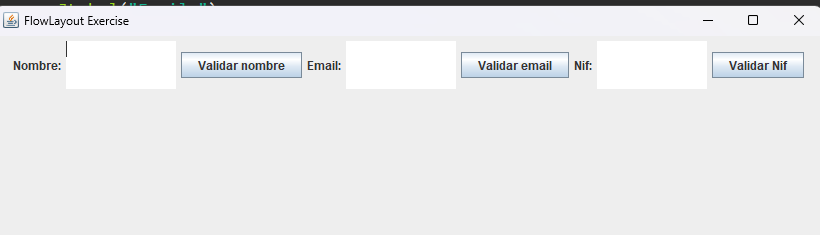 FlowLayout Exercise
Nombre: Validar nombre Email: Validar email Nif: Validar Nif